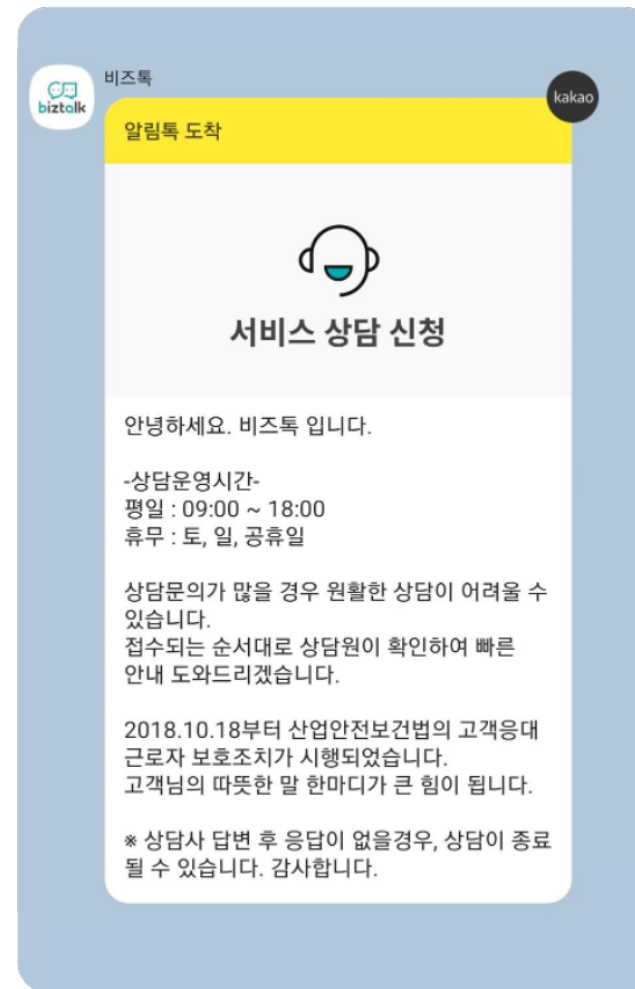 비즈톡
biztalk
kakao
알림톡 도착
서비스 상담 신청
안녕하세요. 비즈톡 입니다.
-상담운영시간-
평일 : 09:00 ~ 18:00
휴무 : 토, 일, 공휴일
상담문의가 많을 경우 원활한 상담이 어려울 수
있습니다.
접수되는 순서대로 상담원이 확인하여 빠른
안내 도와드리겠습니다.
2018.10.18부터 산업안전보건법의 고객응대
근로자 보호조치가 시행되었습니다.
고객님의 따뜻한 말 한마디가 큰 힘이 됩니다.
※ 상담사 답변 후 응답이 없을경우, 상담이 종료
될 수 있습니다. 감사합니다.